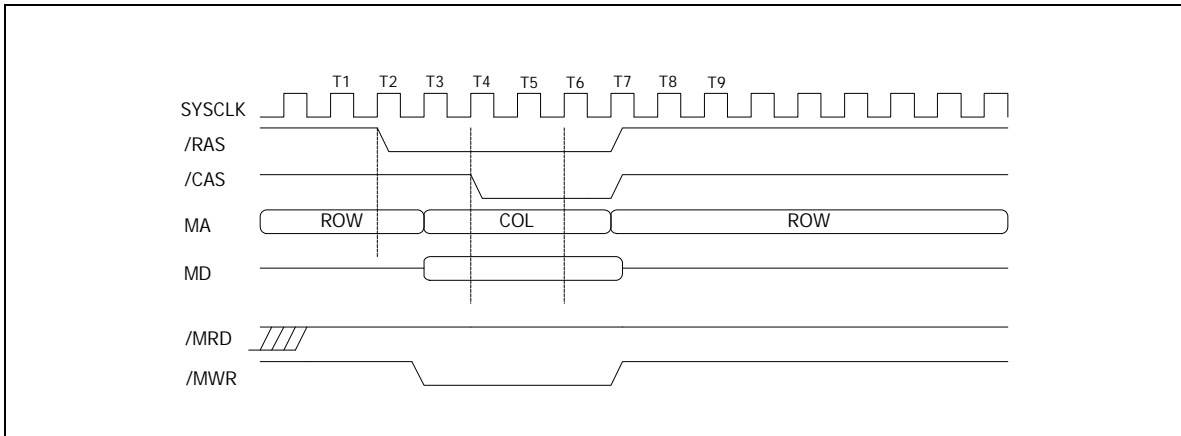 T1 T2 T3 T4 T5 T6 T7 T8 T9
SYSCLK
/RAS
/CAS
MA ROW COL ROW
MD
/MRD
/MWR